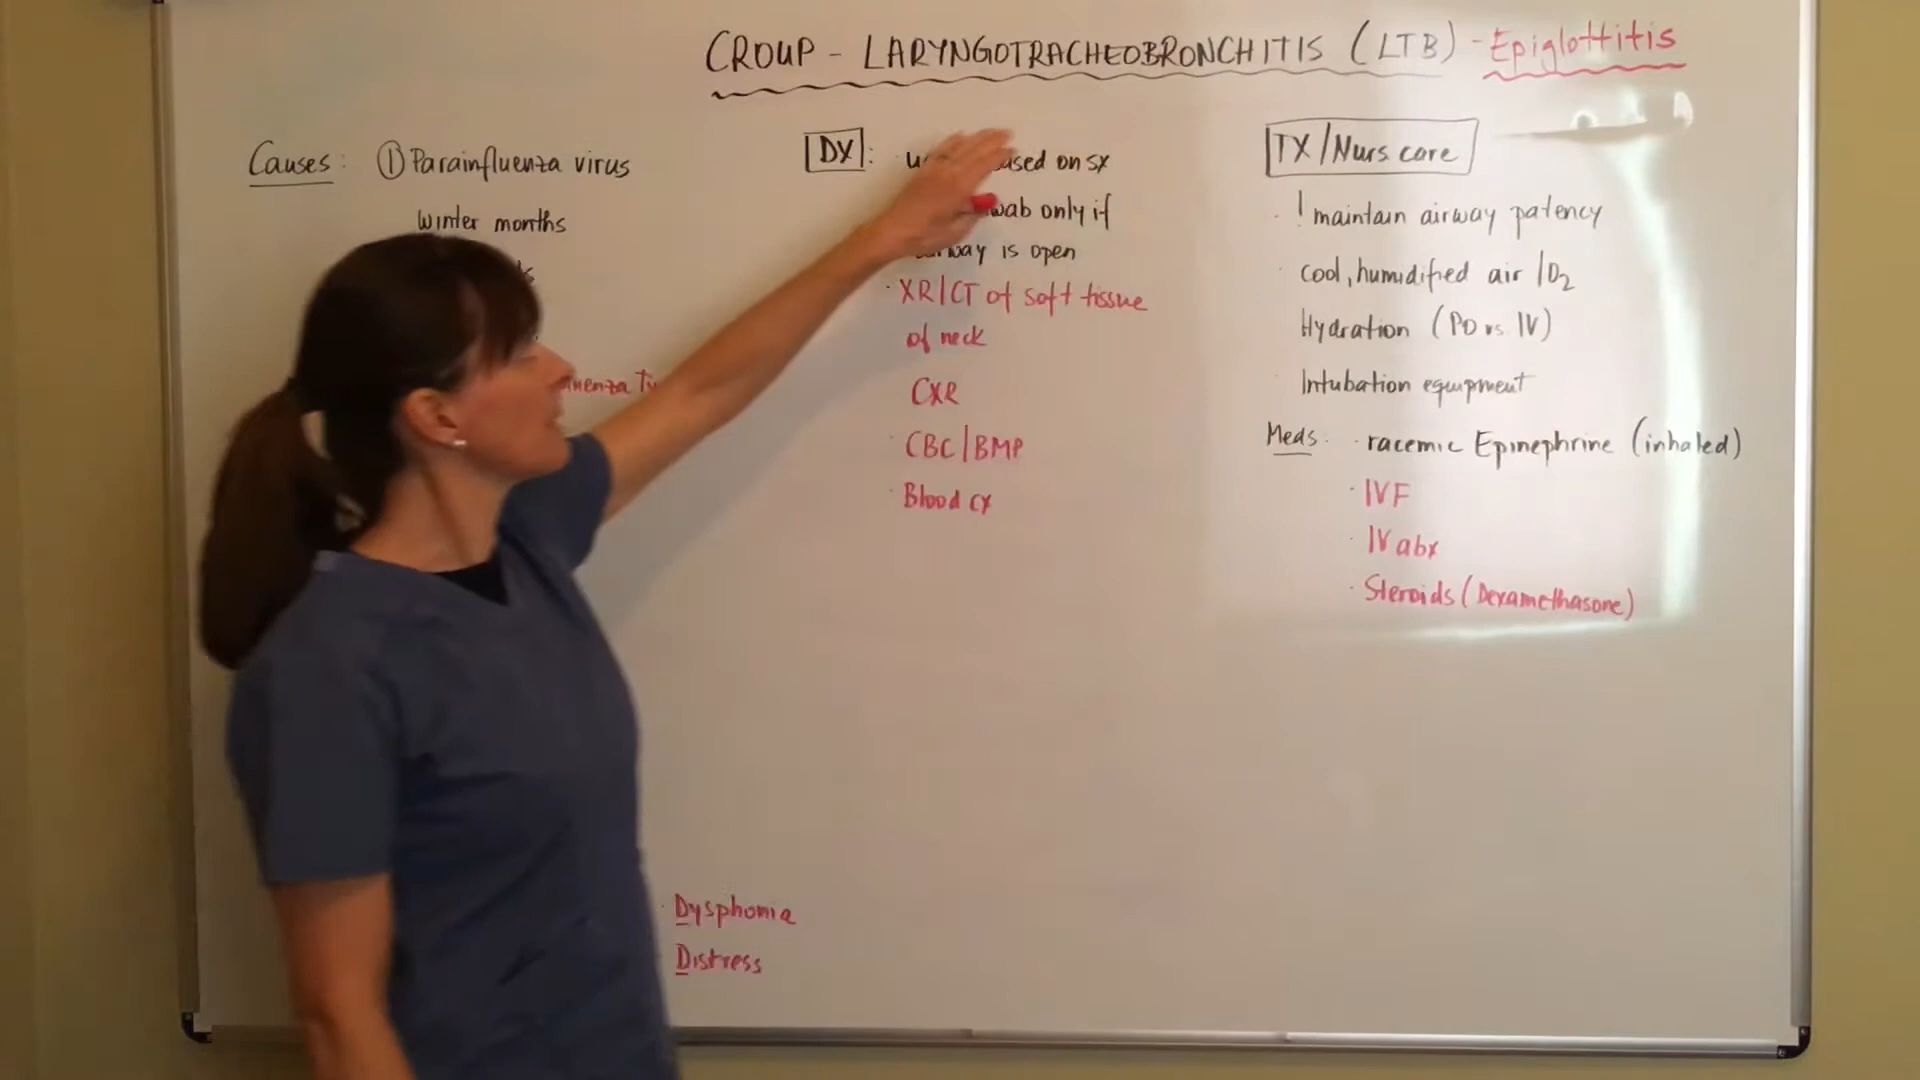 CROUP - LARYNGOTRACHEOBRONCHITIS (LTB) - Epiglottitis
Causes: ① Parainfluenza virus
winter months
DX: based on sx
swab only if
airway is open
· XR/CT of soft tissue
of neck
CXR
· CBC/BMP
· Blood cx
· Dysphonia
Distress
TX/Nurs. care
· ! maintain airway patency
· cool, humidified air /O2
Hydration (PO vs IV)
Intubation equipment
Meds: · racemic Epinephrine (inhaled)
· IVF
· IV abx
· Steroids (Dexamethasone)